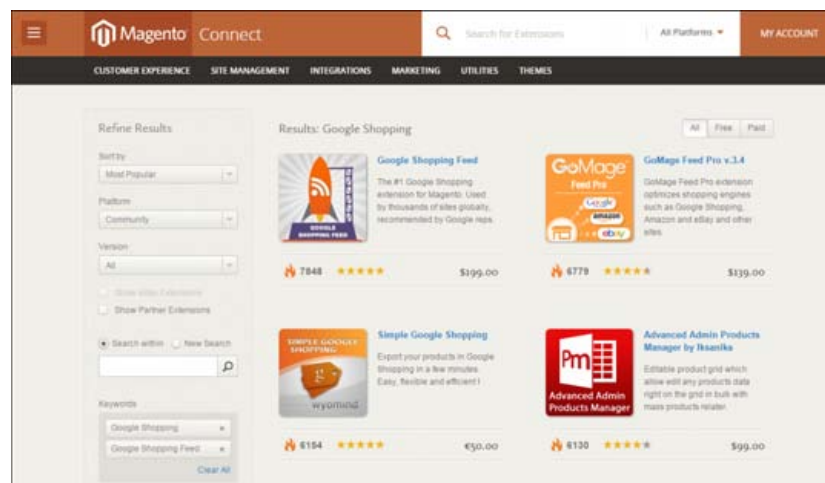 Magento Connect
Search for Extensions
All Platforms
MY ACCOUNT
CUSTOMER EXPERIENCE SITE MANAGEMENT INTEGRATIONS MARKETING UTILITIES THEMES
Refine Results
Sort by
Most Popular
Platform
Community
Version
All
Show Partner Extensions
Search within New Search
Keywords
Google Shopping ×
Google Shopping Feed ×
Clear All
Results: Google Shopping
All Free Paid
GOOGLE
SHOPPING FEED
Google Shopping Feed
The #1 Google Shopping
extension for Magento. Used
by thousands of sites globally,
recommended by Google reps.
7848
$199.00
GoMage
Feed Pro
Google
amazon
ebay
GoMage Feed Pro v.3.4
GoMage Feed Pro extension
optimizes shopping engines
such as Google Shopping,
Amazon and eBay and other
sites.
6779
$139.00
SIMPLE GOOGLE
SHOPPING
g
wyomind
Simple Google Shopping
Export your products in Google
Shopping in a few minutes.
Easy, flexible and efficient !
6154
€50.00
Pm
Advanced Admin
Products Manager
Advanced Admin Products
Manager by Iksanika
Editable product grid which
allow edit any products data
right on the grid in bulk with
mass products relater.
6130
$99.00